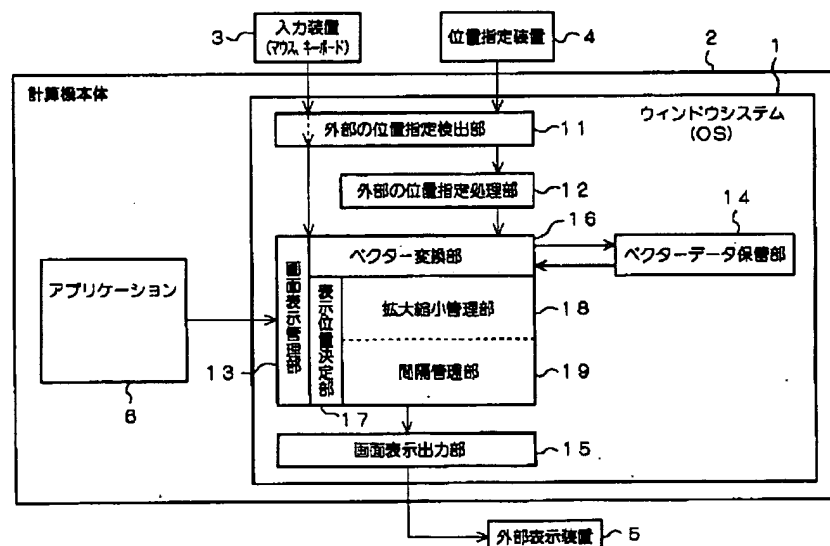 3
入力装置
(マウス、キーボード)
位置指定装置
4
1
2
計算機本体
ウィンドウシステム
(OS)
外部の位置指定検出部
11
外部の位置指定処理部
12
16
14
ベクター変換部
ベクターデータ保管部
アプリケーション
画面表示管理部
表示位置決定部
拡大縮小管理部
18
13
間隔管理部
19
6
17
画面表示出力部
15
外部表示装置
5